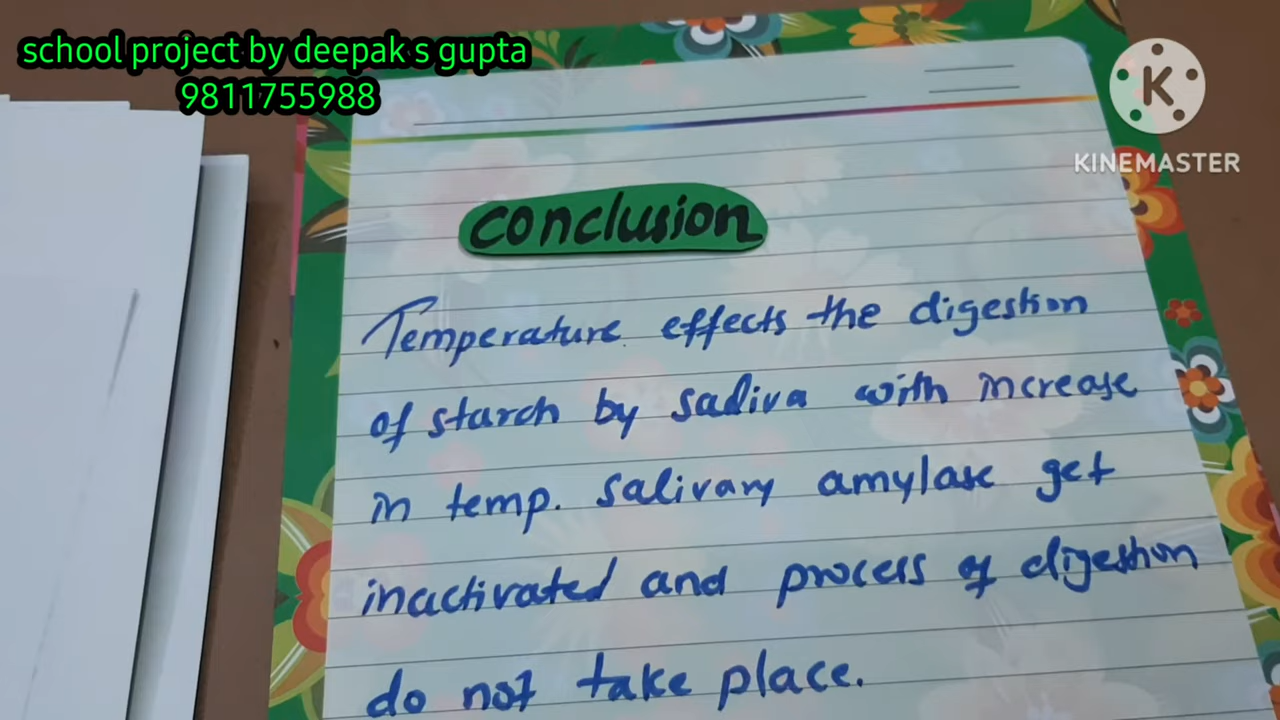 school project by deepak s gupta
9811755988
K
KINEMASTER
conclusion
Temperature effects the digestion
of starch by saliva with increase
in temp. salivary amylase get
inactivated and process of digestion
do not take place.